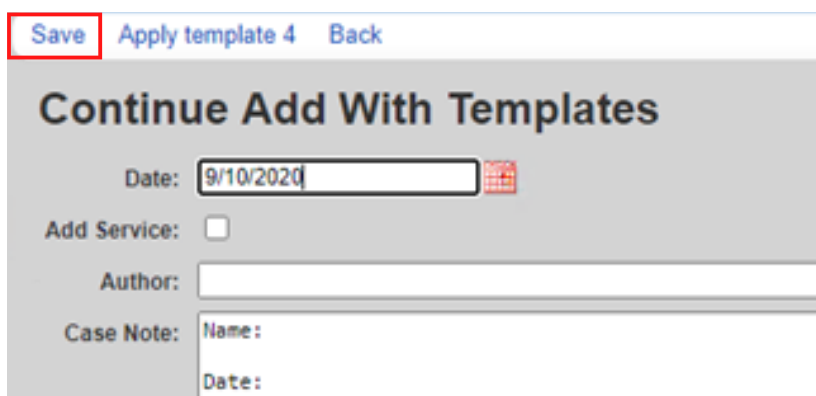 Save Apply template 4 Back
Continue Add With Templates
Date: 9/10/2020
Add Service:
Author:
Case Note: Name:
Date: